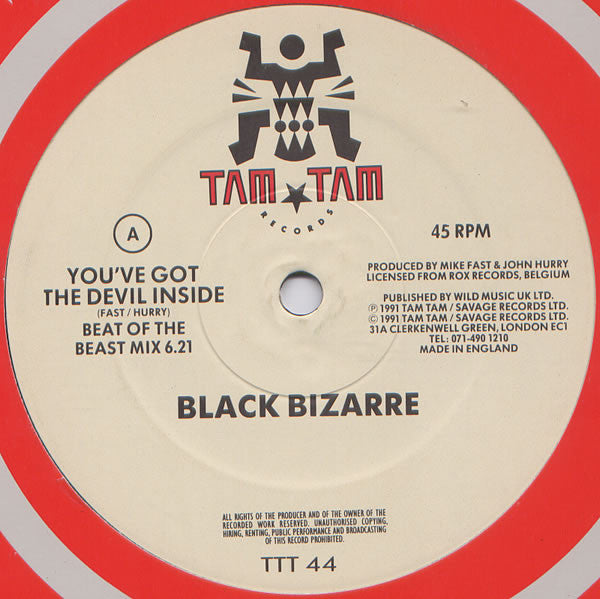 TAM TAM
RECORDS
A
45 RPM
YOU'VE GOT
THE DEVIL INSIDE
(FAST / HURRY)
BEAT OF THE
BEAST MIX 6.21
PRODUCED BY MIKE FAST & JOHN HURRY
LICENSED FROM ROX RECORDS, BELGIUM
PUBLISHED BY WILD MUSIC UK LTD.
℗ 1991 TAM TAM / SAVAGE RECORDS LTD.
© 1991 TAM TAM / SAVAGE RECORDS LTD.
31A CLERKENWELL GREEN, LONDON EC1
TEL: 071-490 1210
MADE IN ENGLAND
BLACK BIZARRE
ALL RIGHTS OF THE PRODUCER AND OF THE OWNER OF THE
RECORDED WORK RESERVED. UNAUTHORISED COPYING,
HIRING, RENTING, PUBLIC PERFORMANCE AND BROADCASTING
OF THIS RECORD PROHIBITED.
TTT 44